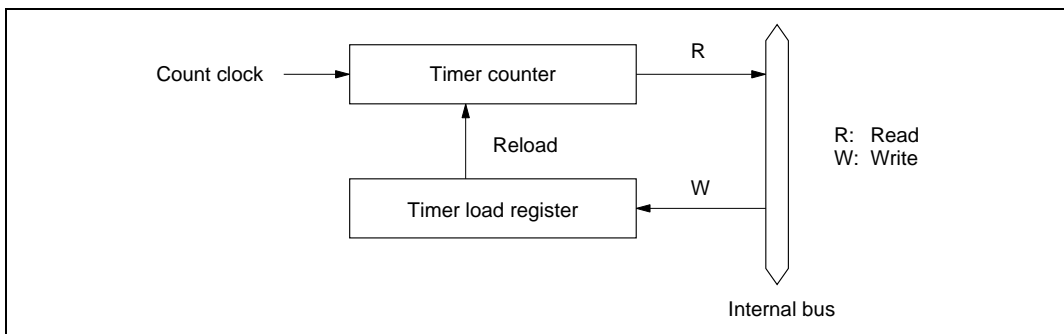 R
Count clock
Timer counter
Reload
R: Read
W: Write
W
Timer load register
Internal bus